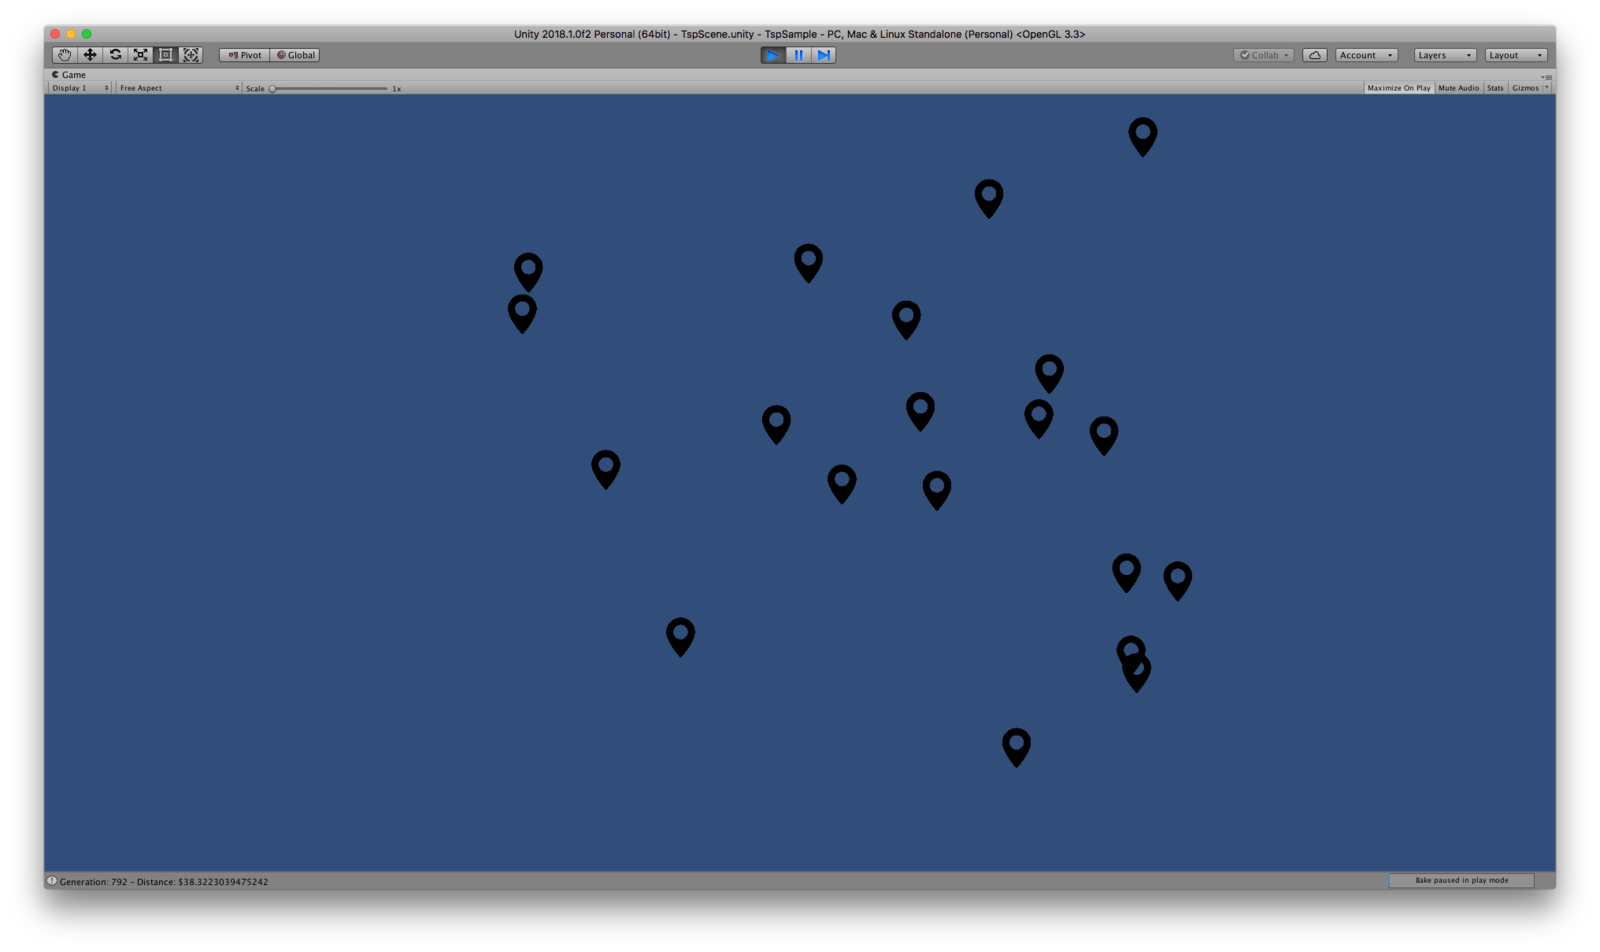 Unity 2018.1.0f2 Personal (64bit) - TspScene.unity - TspSample - PC, Mac & Linux Standalone (Personal) <OpenGL 3.3>
Pivot Global Collab Account Layers Layout
Game
Display 1 Free Aspect Scale 1x Maximize On Play Mute Audio Stats Gizmos
Generation: 792 - Distance: $38.3223039475242 Bake paused in play mode